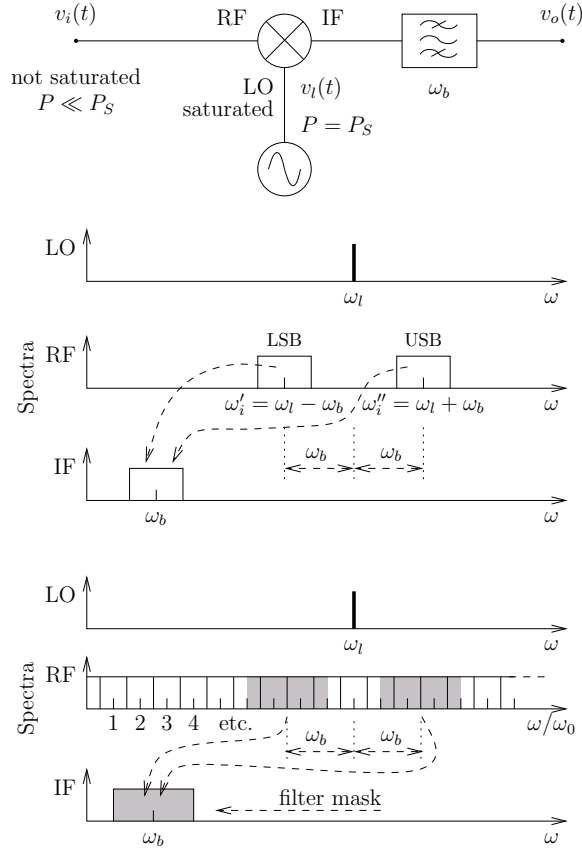 v_i(t) RF IF v_o(t)
not saturated LO v_l(t) ω_b
P ≪ P_S saturated P = P_S
LO
ω_l ω
Spectra
LSB USB
RF
ω_i′ = ω_l − ω_b ω_i″ = ω_l + ω_b ω
ω_b ω_b
IF
ω_b ω
LO
ω_l ω
Spectra
RF
1 2 3 4 etc. ω/ω_0
ω_b ω_b
IF filter mask
ω_b ω